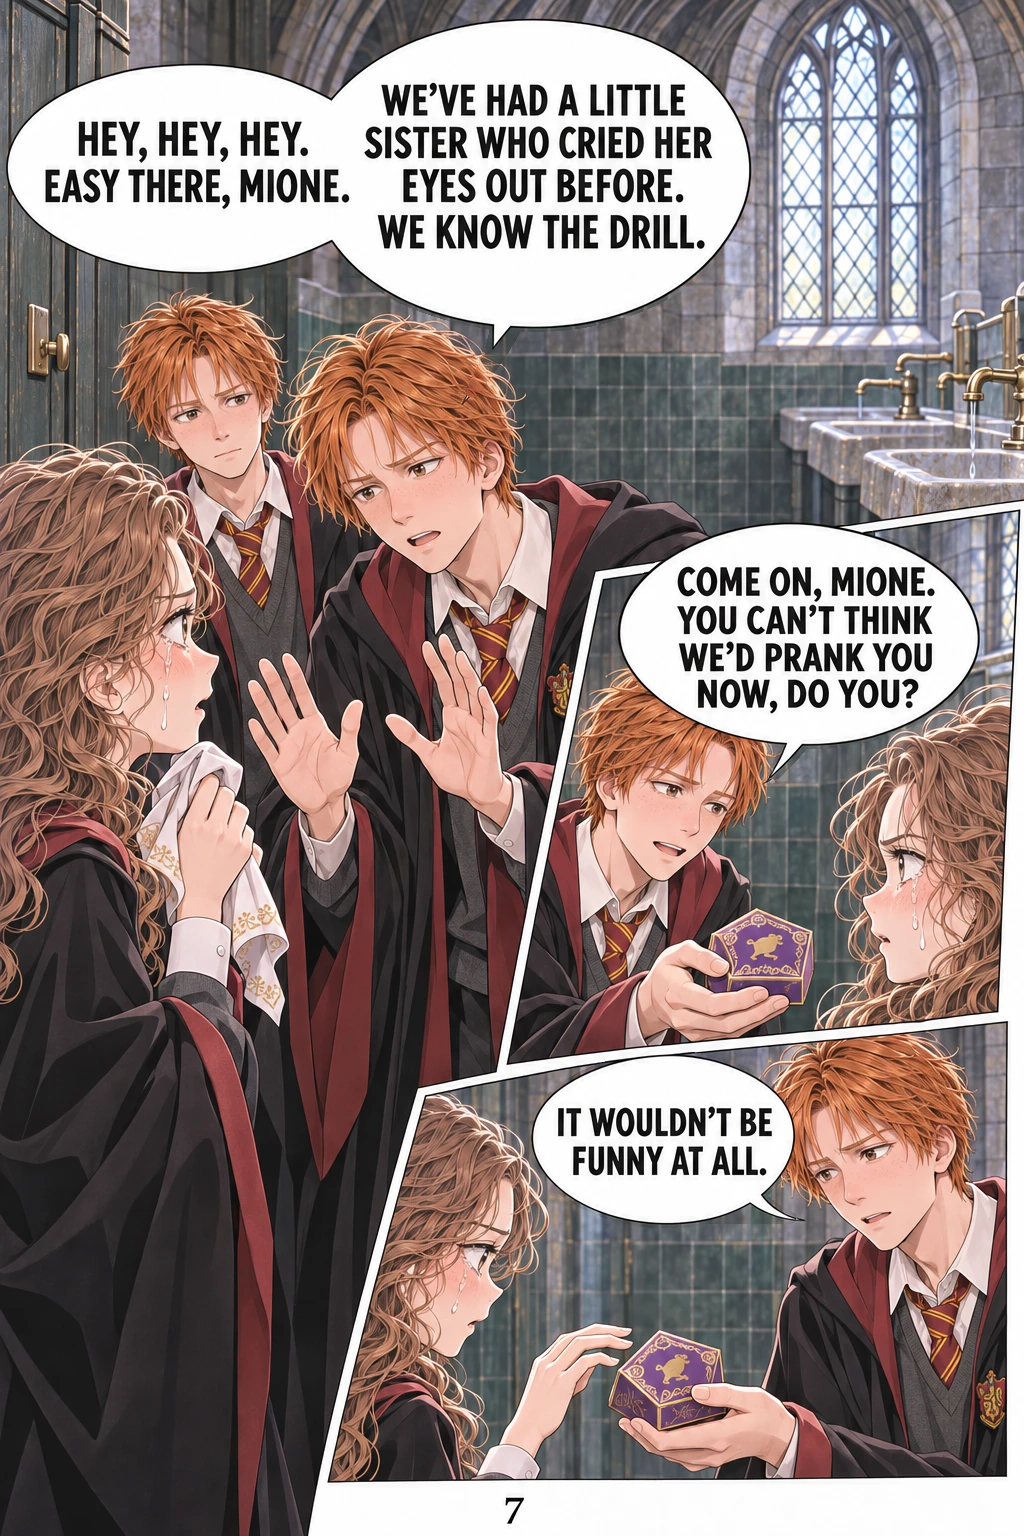 HEY, HEY, HEY.
EASY THERE, MIONE.
WE'VE HAD A LITTLE
SISTER WHO CRIED HER
EYES OUT BEFORE.
WE KNOW THE DRILL.
COME ON, MIONE.
YOU CAN'T THINK
WE'D PRANK YOU
NOW, DO YOU?
IT WOULDN'T BE
FUNNY AT ALL.
7